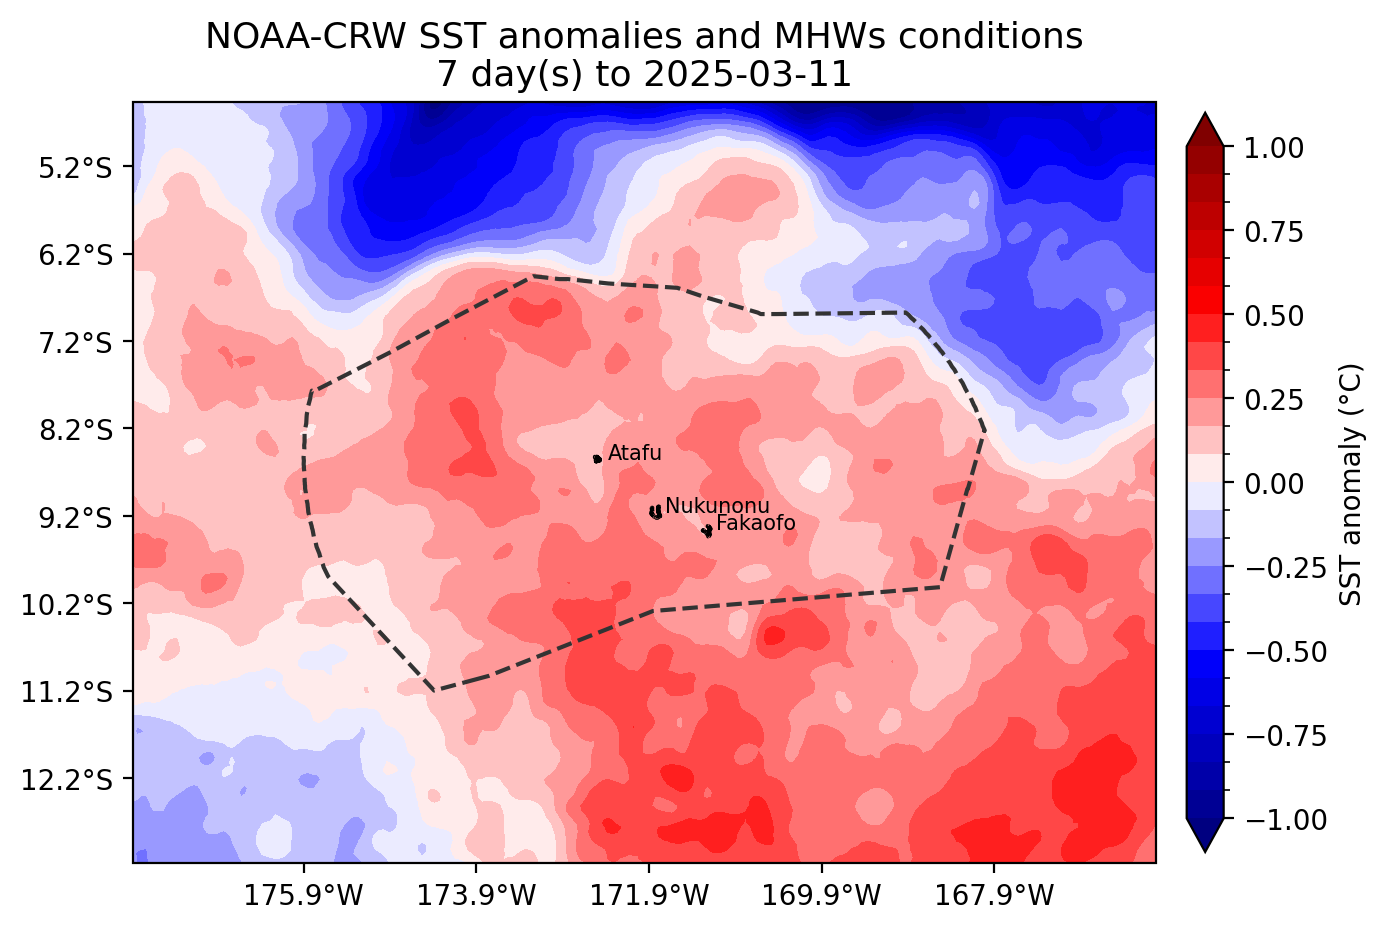 NOAA-CRW SST anomalies and MHWs conditions
7 day(s) to 2025-03-11
5.2°S
6.2°S
7.2°S
8.2°S
9.2°S
10.2°S
11.2°S
12.2°S
Atafu
Nukunonu
Fakaofo
175.9°W
173.9°W
171.9°W
169.9°W
167.9°W
1.00
0.75
0.50
0.25
0.00
−0.25
−0.50
−0.75
−1.00
SST anomaly (°C)